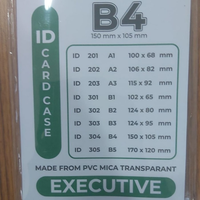 ID CARD CASE
B4
150 mm x 105 mm
ID 201 A1 100 x 68 mm
ID 202 A2 106 x 82 mm
ID 203 A3 115 x 92 mm
ID 301 B1 102 x 65 mm
ID 302 B2 124 x 80 mm
ID 303 B3 124 x 95 mm
ID 304 B4 150 x 105 mm
ID 305 B5 170 x 120 mm
MADE FROM PVC MICA TRANSPARANT
EXECUTIVE